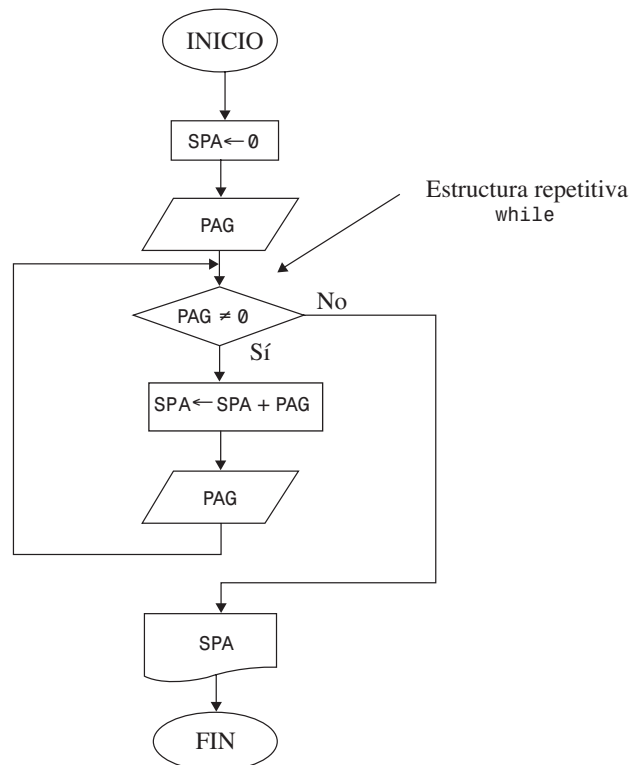 INICIO
SPA ← 0
PAG
Estructura repetitiva
while
PAG ≠ 0
No
Sí
SPA ← SPA + PAG
PAG
SPA
FIN